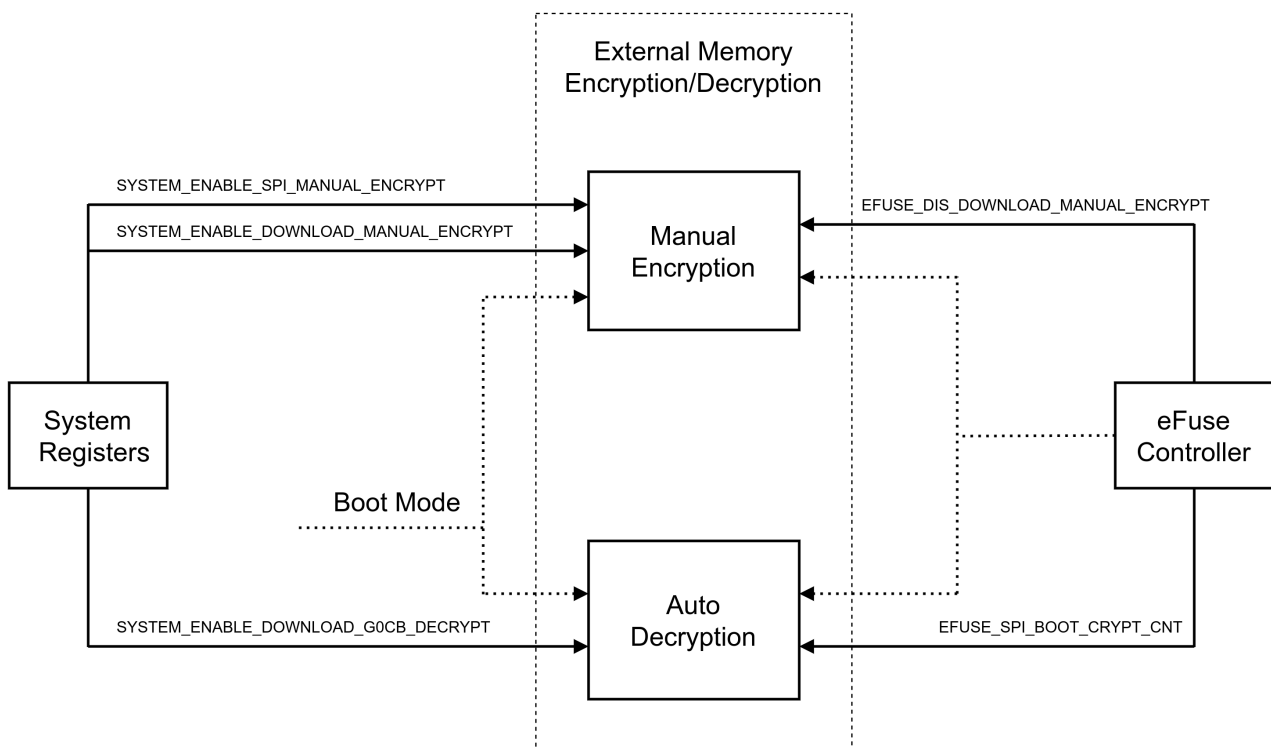 External Memory
Encryption/Decryption
SYSTEM_ENABLE_SPI_MANUAL_ENCRYPT
SYSTEM_ENABLE_DOWNLOAD_MANUAL_ENCRYPT
Manual
Encryption
EFUSE_DIS_DOWNLOAD_MANUAL_ENCRYPT
System
Registers
eFuse
Controller
Boot Mode
Auto
Decryption
SYSTEM_ENABLE_DOWNLOAD_G0CB_DECRYPT
EFUSE_SPI_BOOT_CRYPT_CNT